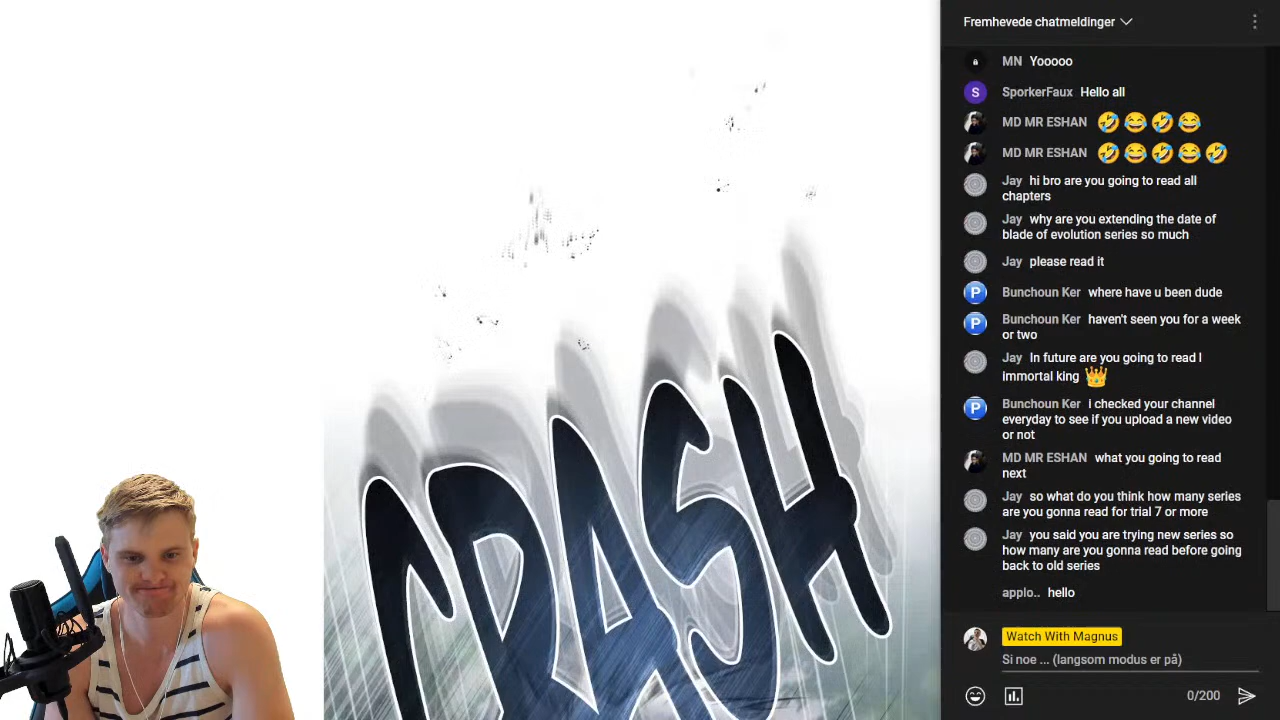 CRASH
Fremhevede chatmeldinger
MN Yooooo
SporkerFaux Hello all
MD MR ESHAN 🤣😂🤣😂
MD MR ESHAN 🤣😂🤣😂🤣
Jay hi bro are you going to read all
chapters
Jay why are you extending the date of
blade of evolution series so much
Jay please read it
Bunchoun Ker where have u been dude
Bunchoun Ker haven't seen you for a week
or two
Jay In future are you going to read I
immortal king 👑
Bunchoun Ker i checked your channel
everyday to see if you upload a new video
or not
MD MR ESHAN what you going to read
next
Jay so what do you think how many series
are you gonna read for trial 7 or more
Jay you said you are trying new series so
how many are you gonna read before going
back to old series
applo.. hello
Watch With Magnus
Si noe ... (langsom modus er på)
0/200